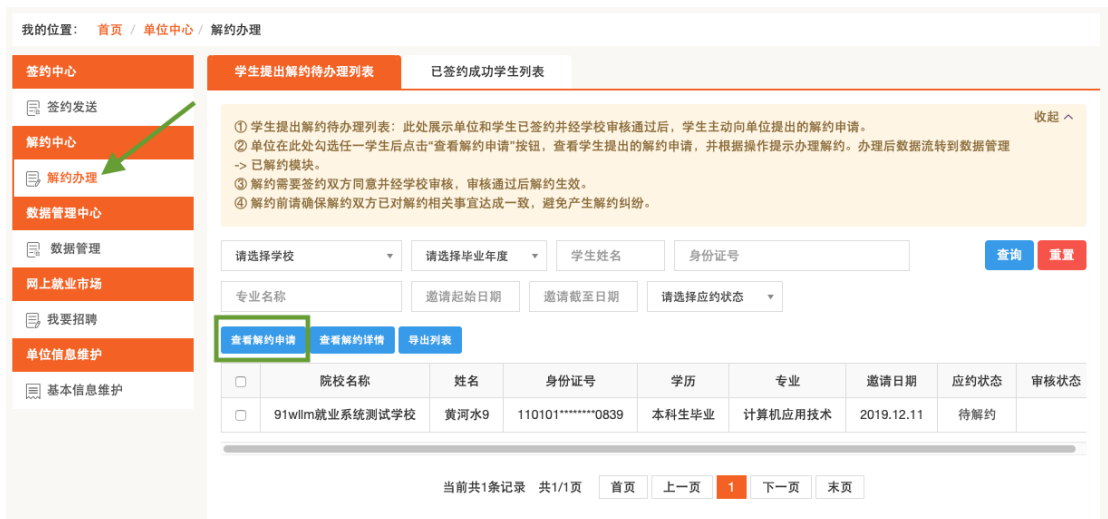 我的位置： 首页 / 单位中心 / 解约办理
签约中心
签约发送
解约中心
解约办理
数据管理中心
数据管理
网上就业市场
我要招聘
单位信息维护
基本信息维护
学生提出解约待办理列表 已签约成功学生列表
收起
① 学生提出解约待办理列表：此处展示单位和学生已签约并经学校审核通过后，学生主动向单位提出的解约申请。
② 单位在此处勾选任一学生后点击“查看解约申请”按钮，查看学生提出的解约申请，并根据操作提示办理解约。办理后数据流转到数据管理
-> 已解约模块。
③ 解约需要签约双方同意并经学校审核，审核通过后解约生效。
④ 解约前请确保解约双方已对解约相关事宜达成一致，避免产生解约纠纷。
请选择学校 请选择毕业年度 学生姓名 身份证号 查询 重置
专业名称 邀请起始日期 邀请截至日期 请选择应约状态
查看解约申请 查看解约详情 导出列表
院校名称 姓名 身份证号 学历 专业 邀请日期 应约状态 审核状态
91wllm就业系统测试学校 黄河水9 110101********0839 本科生毕业 计算机应用技术 2019.12.11 待解约
当前共1条记录 共1/1页 首页 上一页 1 下一页 末页